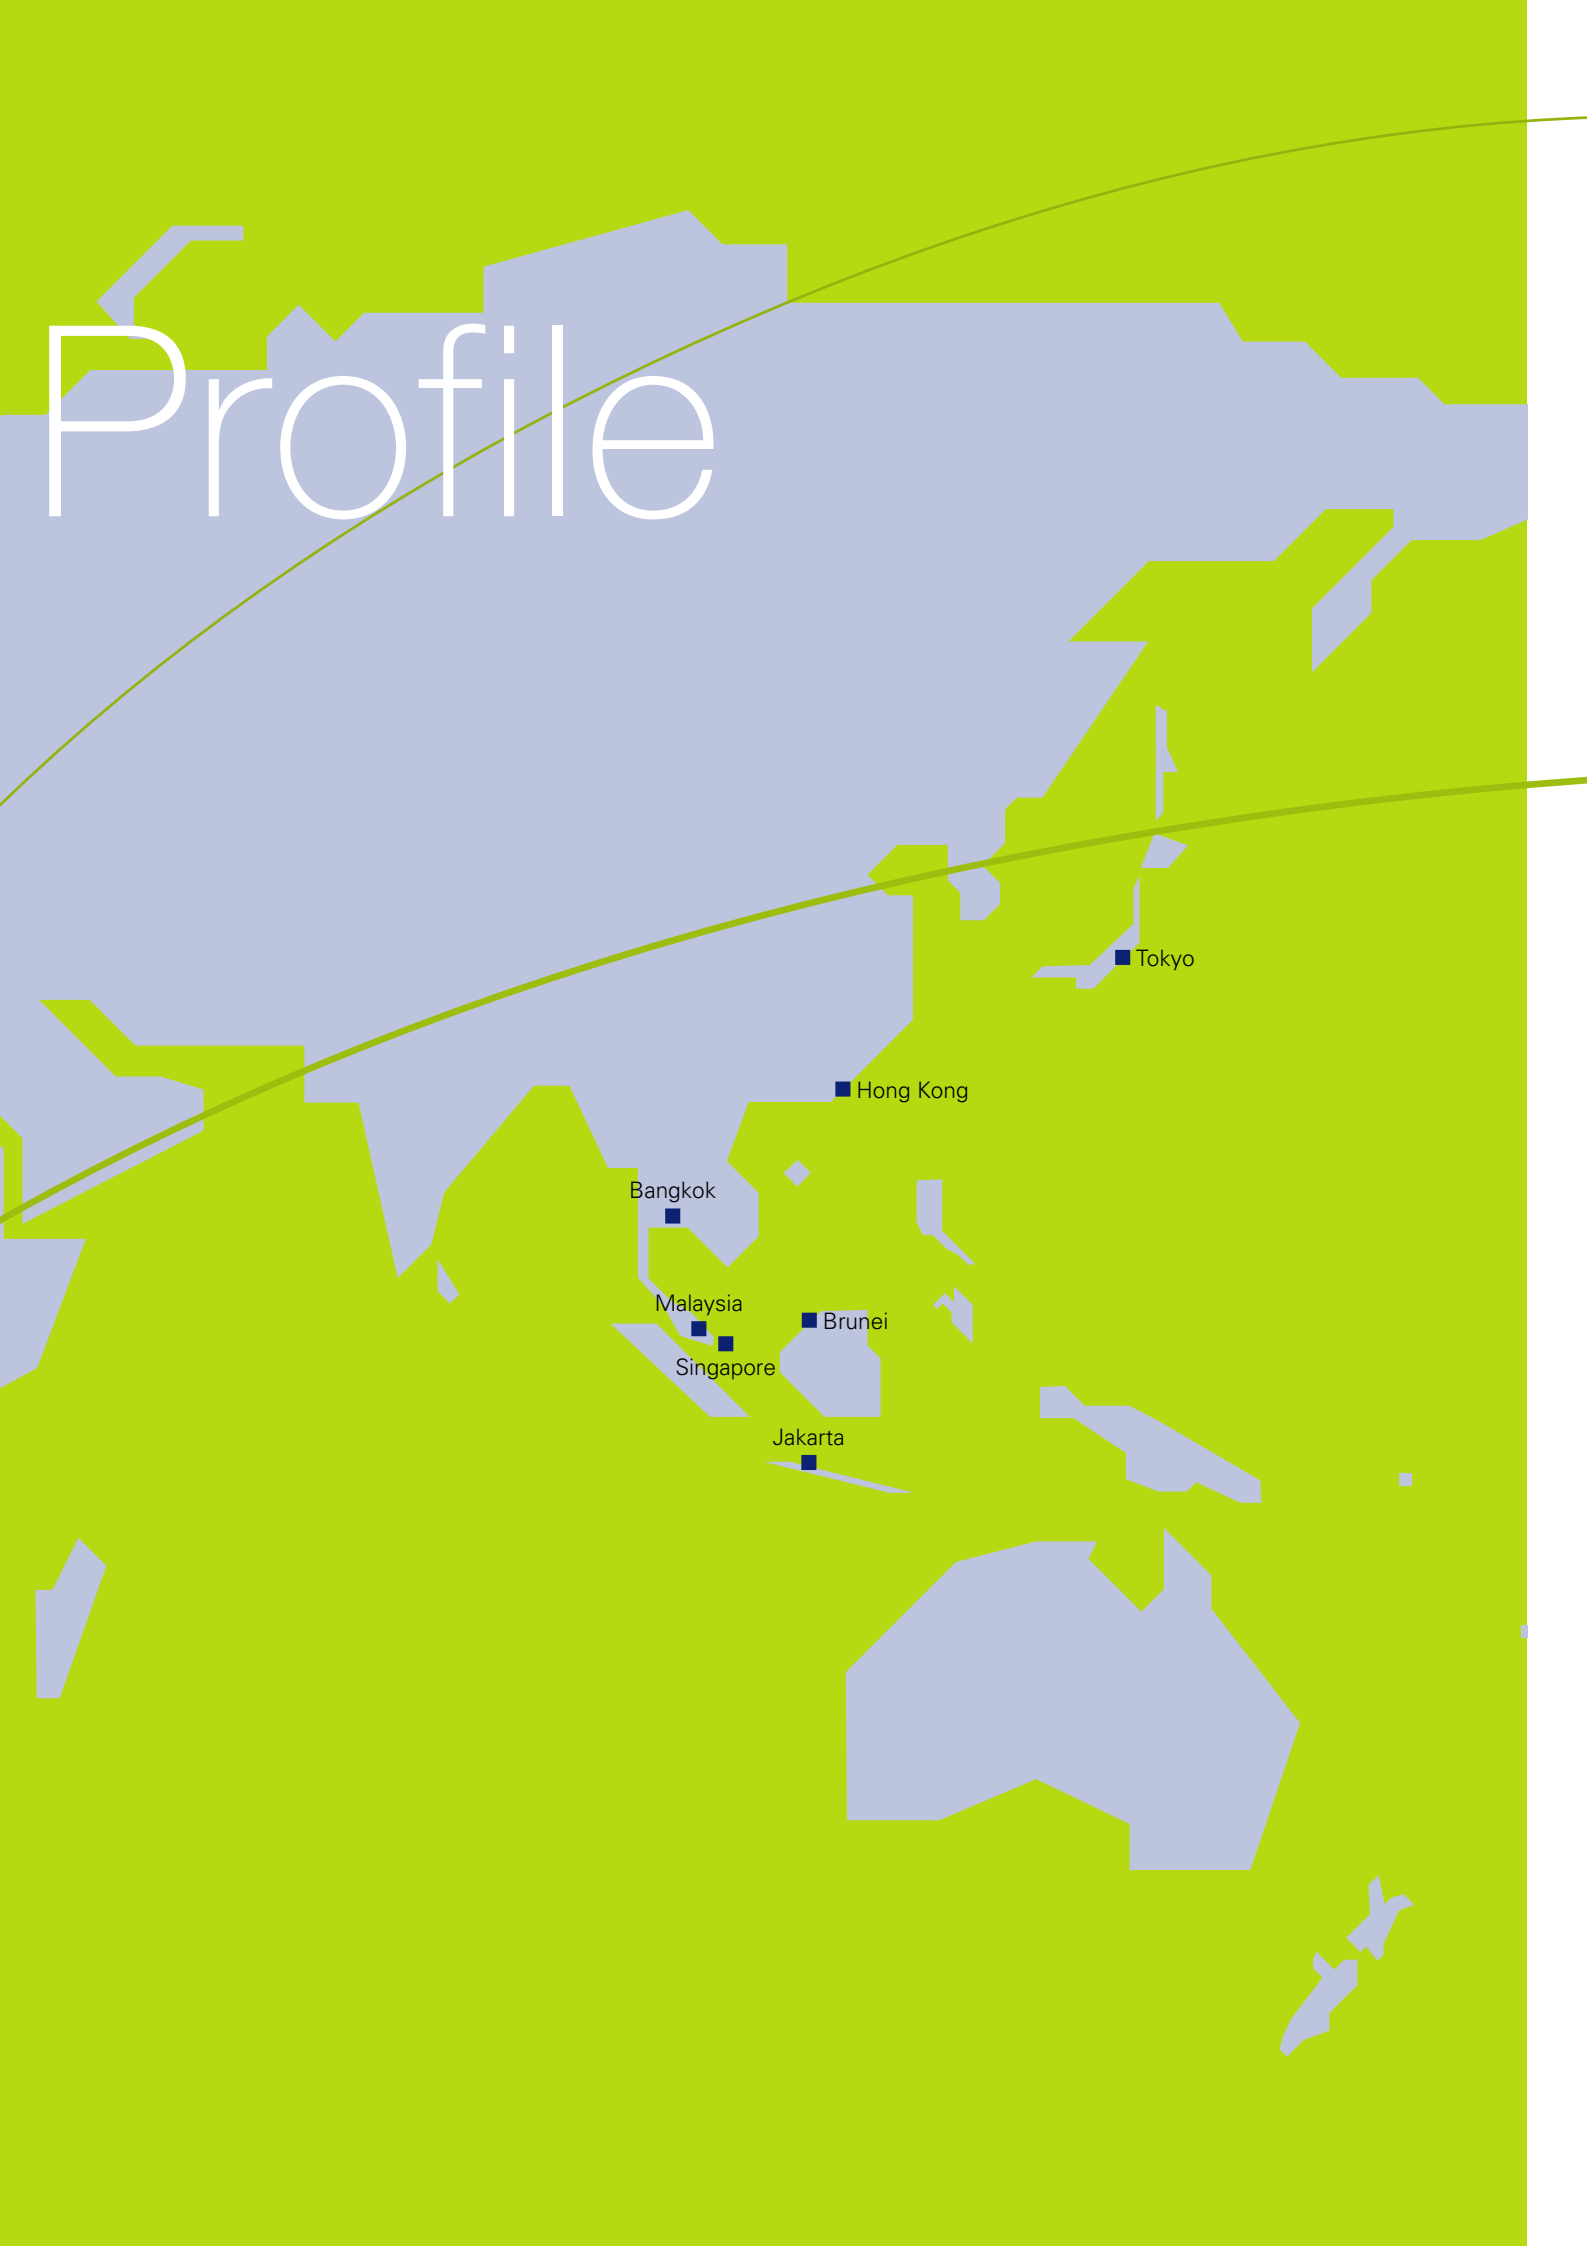 Profile
Tokyo
Hong Kong
Bangkok
Malaysia
Brunei
Singapore
Jakarta